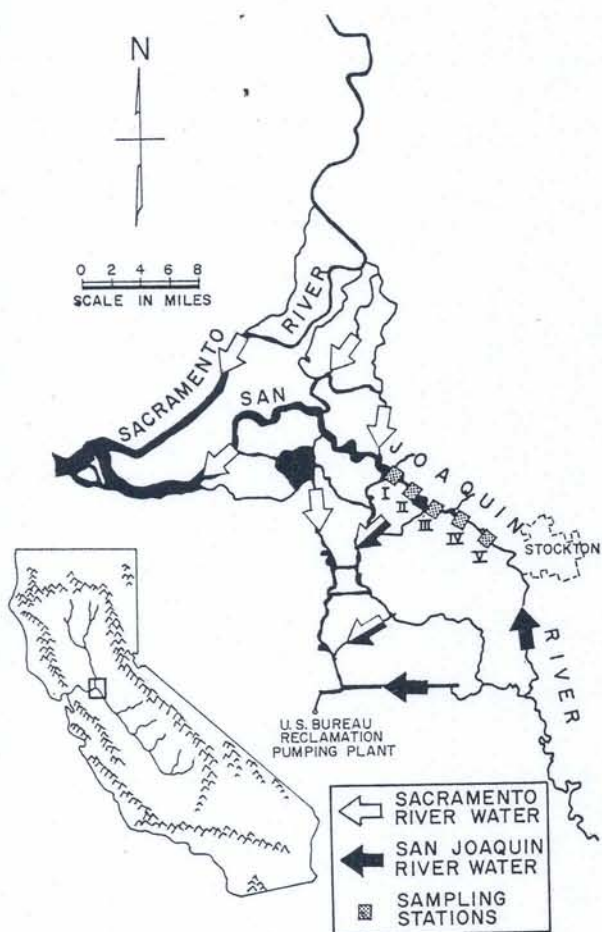 N
0 2 4 6 8
SCALE IN MILES
SACRAMENTO RIVER
SAN JOAQUIN RIVER
I
II
III
IV
V
STOCKTON
U.S. BUREAU
RECLAMATION
PUMPING PLANT
SACRAMENTO
RIVER WATER
SAN JOAQUIN
RIVER WATER
SAMPLING
STATIONS